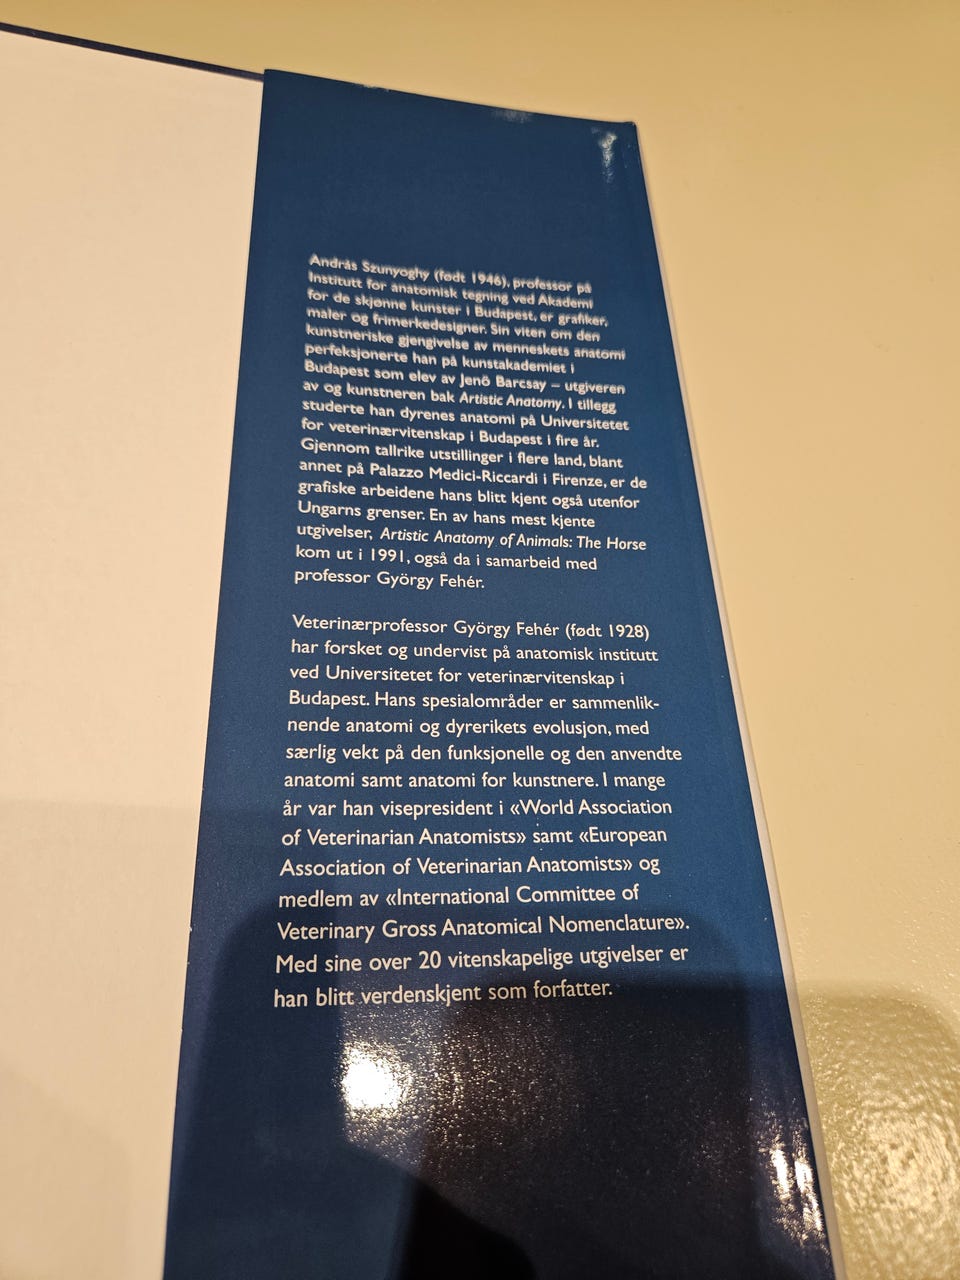 András Szunyoghy (født 1946), professor på
Institutt for anatomisk tegning ved Akademi
for de skjønne kunster i Budapest, er grafiker,
maler og frimerkedesigner. Sin viten om den
kunstneriske gjengivelse av menneskets anatomi
perfeksjonerte han på kunstakademiet i
Budapest som elev av Jenö Barcsay – utgiveren
av og kunstneren bak Artistic Anatomy. I tillegg
studerte han dyrenes anatomi på Universitetet
for veterinærvitenskap i Budapest i fire år.
Gjennom tallrike utstillinger i flere land, blant
annet på Palazzo Medici-Riccardi i Firenze, er de
grafiske arbeidene hans blitt kjent også utenfor
Ungarns grenser. En av hans mest kjente
utgivelser, Artistic Anatomy of Animals: The Horse
kom ut i 1991, også da i samarbeid med
professor György Fehér.
Veterinærprofessor György Fehér (født 1928)
har forsket og undervist på anatomisk institutt
ved Universitetet for veterinærvitenskap i
Budapest. Hans spesialområder er sammenlik-
nende anatomi og dyrerikets evolusjon, med
særlig vekt på den funksjonelle og den anvendte
anatomi samt anatomi for kunstnere. I mange
år var han visepresident i «World Association
of Veterinarian Anatomists» samt «European
Association of Veterinarian Anatomists» og
medlem av «International Committee of
Veterinary Gross Anatomical Nomenclature».
Med sine over 20 vitenskapelige utgivelser er
han blitt verdenskjent som forfatter.